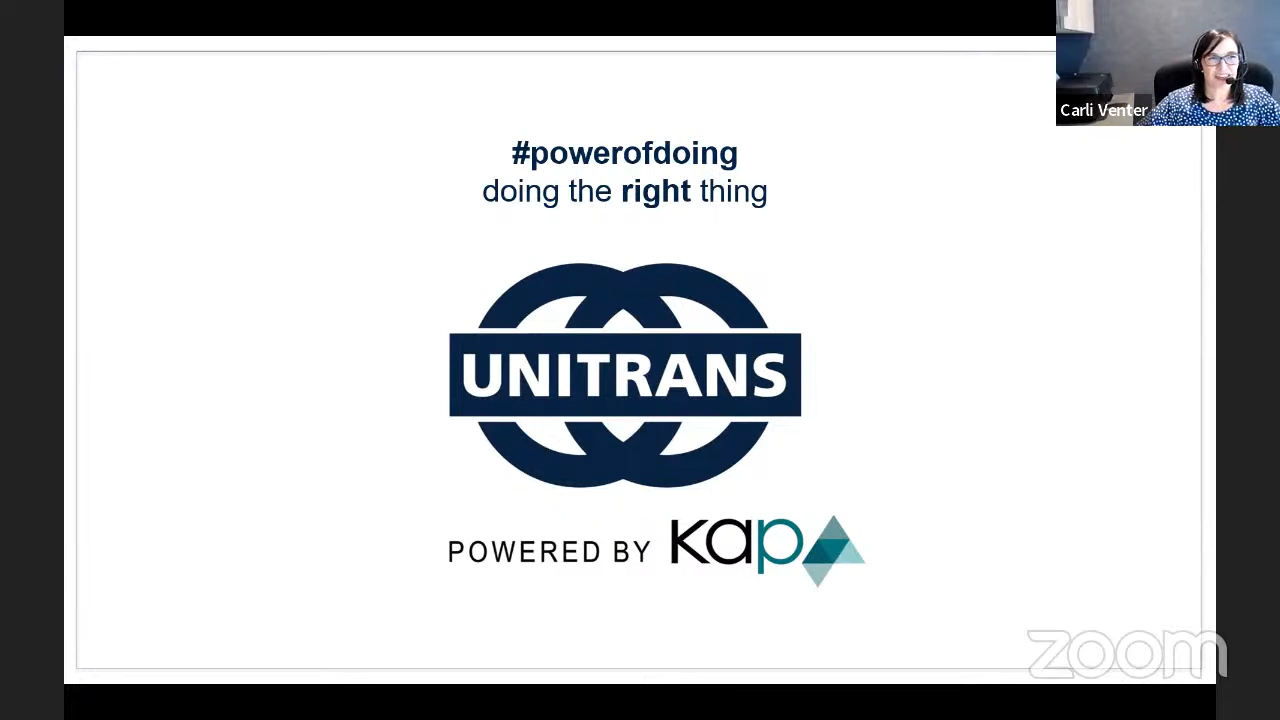 Carli Venter
#powerofdoing
doing the right thing
UNITRANS
POWERED BY kap
zoom